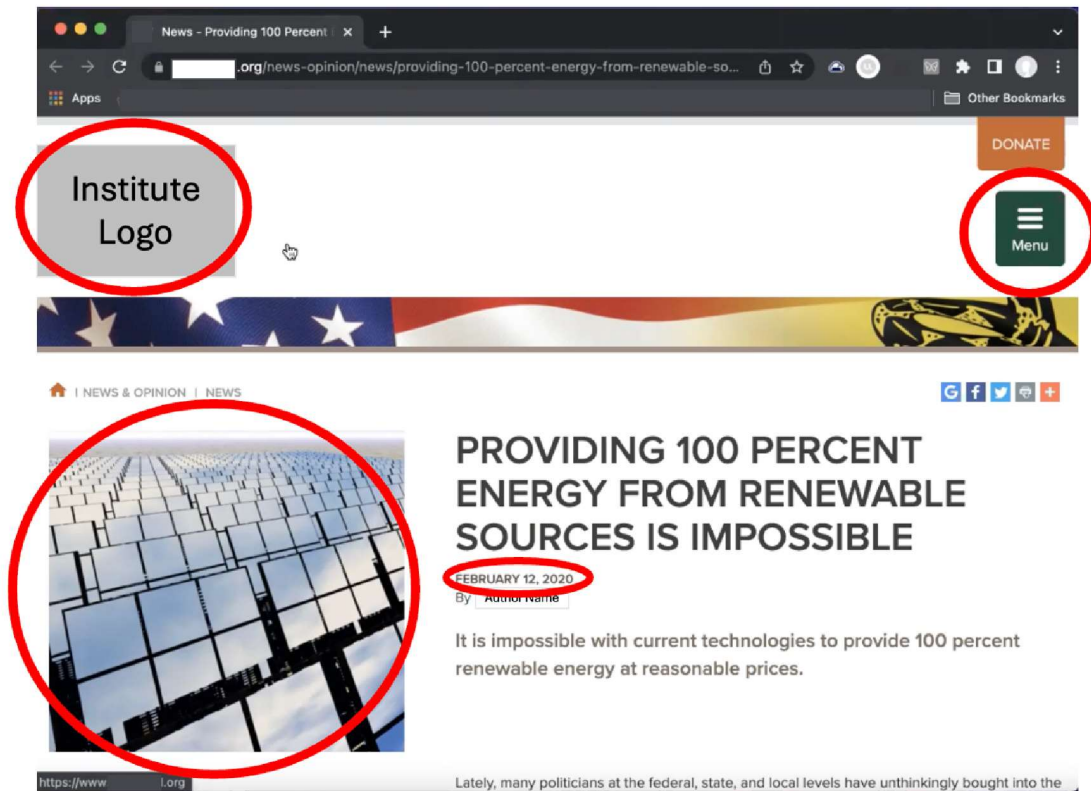 News - Providing 100 Percent
.org/news-opinion/news/providing-100-percent-energy-from-renewable-so...
Apps
Other Bookmarks
DONATE
Institute
Logo
Menu
I NEWS & OPINION | NEWS
PROVIDING 100 PERCENT
ENERGY FROM RENEWABLE
SOURCES IS IMPOSSIBLE
FEBRUARY 12, 2020
By Author Name
It is impossible with current technologies to provide 100 percent
renewable energy at reasonable prices.
https://www l.org
Lately, many politicians at the federal, state, and local levels have unthinkingly bought into the